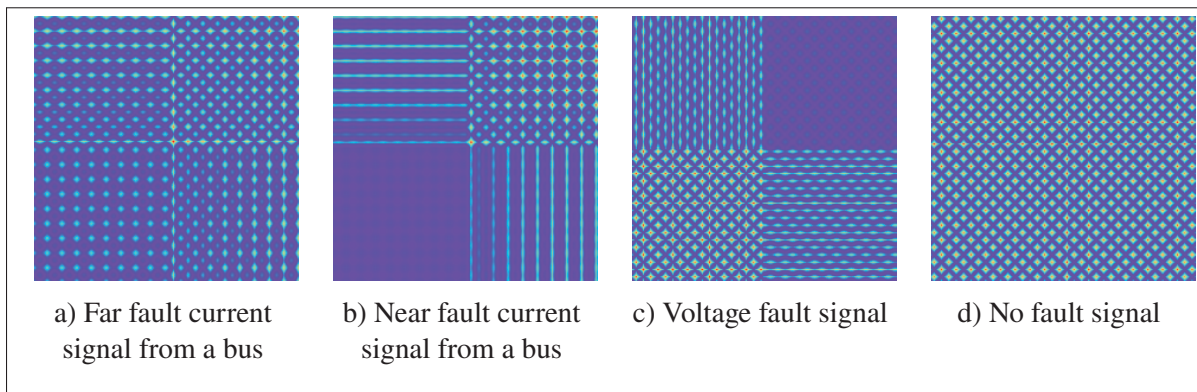 a) Far fault current
signal from a bus
b) Near fault current
signal from a bus
c) Voltage fault signal
d) No fault signal